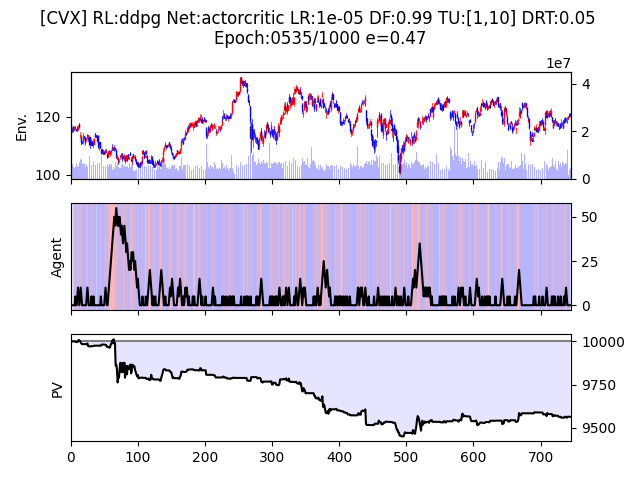 [CVX] RL:ddpg Net:actorcritic LR:1e-05 DF:0.99 TU:[1,10] DRT:0.05
Epoch:0535/1000 e=0.47
1e7
Env.
120
100
4
2
0
Agent
50
25
0
PV
10000
9750
9500
0 100 200 300 400 500 600 700